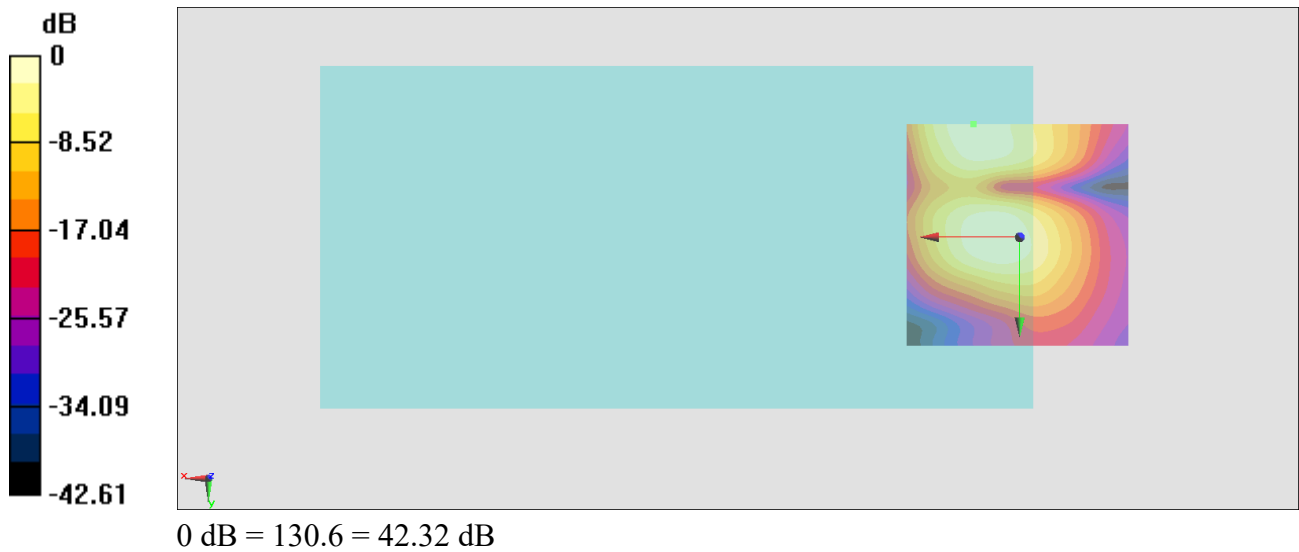 dB
0
-8.52
-17.04
-25.57
-34.09
-42.61
x
z
y
0 dB = 130.6 = 42.32 dB